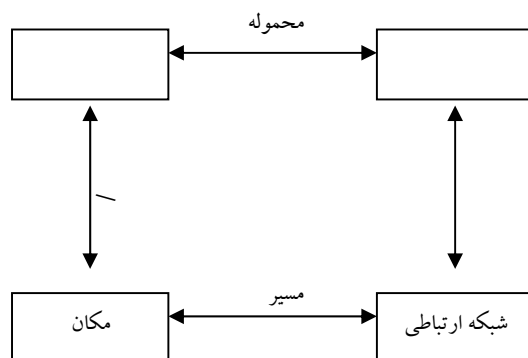 محموله
مسیر
شبکه ارتباطی
مکان